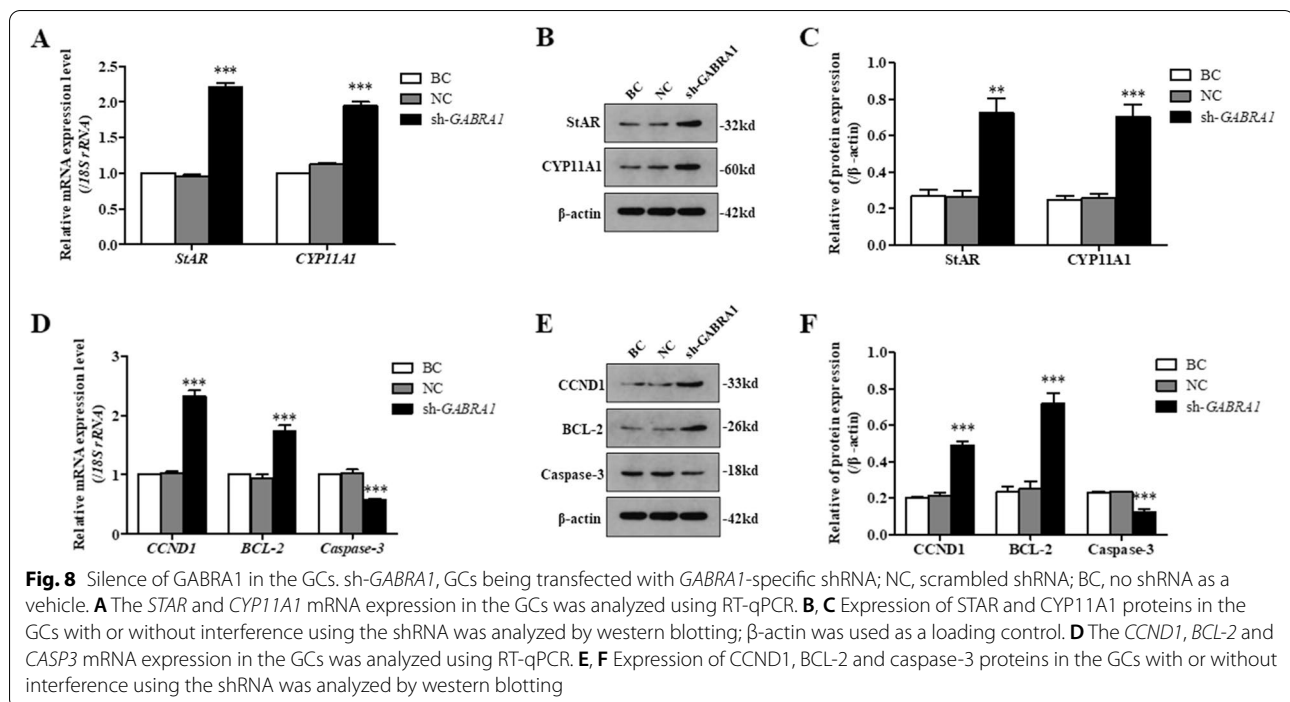 A
Relative mRNA expression level
(/18S rRNA)
2.5
2.0
1.5
1.0
0.5
0.0
***
***
StAR
CYP11A1
BC
NC
sh-GABRA1
B
BC
NC
sh-GABRA1
StAR
-32kd
CYP11A1
-60kd
β-actin
-42kd
C
Relative of protein expression
(/β -actin)
1.0
0.8
0.6
0.4
0.2
0.0
**
***
StAR
CYP11A1
BC
NC
sh-GABRA1
D
Relative mRNA expression level
(/18S rRNA)
3
2
1
0
***
***
***
CCND1
BCL-2
Caspase-3
BC
NC
sh-GABRA1
E
BC
NC
sh-GABRA1
CCND1
-33kd
BCL-2
-26kd
Caspase-3
-18kd
β-actin
-42kd
F
Relative of protein expression
(/β -actin)
1.0
0.8
0.6
0.4
0.2
0.0
***
***
***
CCND1
BCL-2
Caspase-3
BC
NC
sh-GABRA1
Fig. 8 Silence of GABRA1 in the GCs. sh-GABRA1, GCs being transfected with GABRA1-specific shRNA; NC, scrambled shRNA; BC, no shRNA as a
vehicle. A The STAR and CYP11A1 mRNA expression in the GCs was analyzed using RT-qPCR. B, C Expression of STAR and CYP11A1 proteins in the
GCs with or without interference using the shRNA was analyzed by western blotting; β-actin was used as a loading control. D The CCND1, BCL-2 and
CASP3 mRNA expression in the GCs was analyzed using RT-qPCR. E, F Expression of CCND1, BCL-2 and caspase-3 proteins in the GCs with or without
interference using the shRNA was analyzed by western blotting